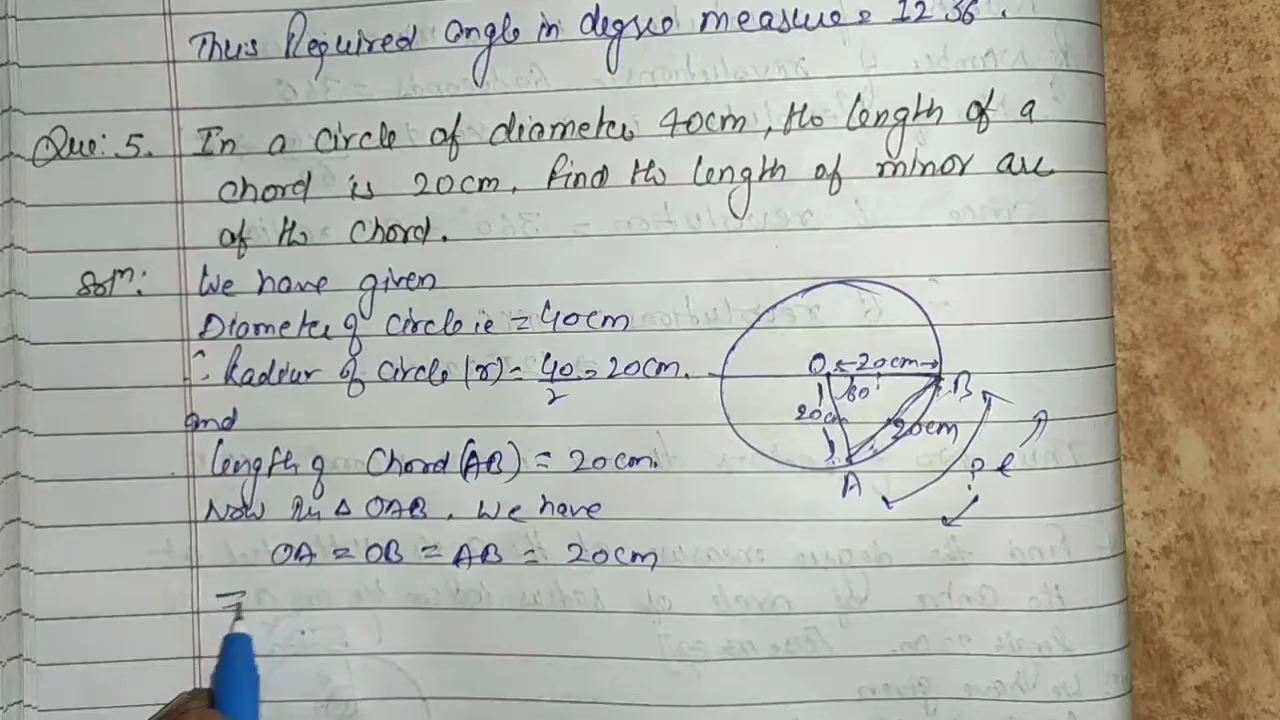 Thus Required angle in degree measure = 12°36'.
Que: 5. In a circle of diameter 40cm, the length of a
chord is 20cm. Find the length of minor arc
of the chord.
Soln: We have given
Diameter of circle ie = 40cm
∴ Radius of circle (r) = 40/2 = 20cm.
and
length of Chord (AB) = 20cm.
Now In △ OAB, We have
OA = OB = AB = 20cm
O ←20cm→ B
60°
20cm
20cm
A
? l